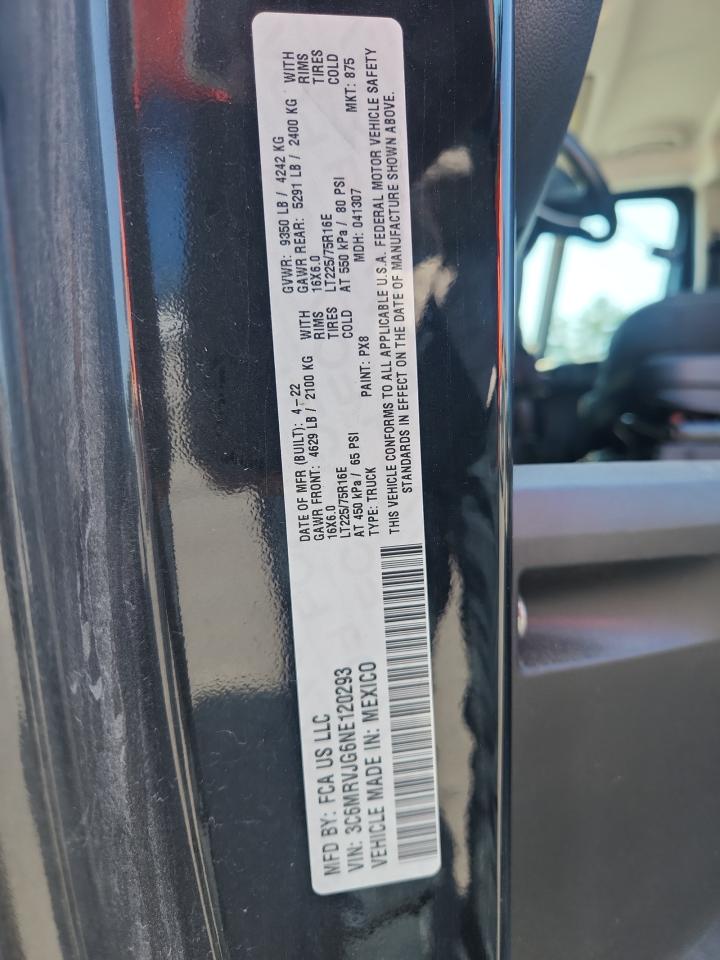 MFD BY: FCA US LLC
VIN: 3C6MRVJG6NE120293
VEHICLE MADE IN: MEXICO
DATE OF MFR (BUILT): 4-22 GVWR: 9350 LB / 4242 KG
GAWR FRONT: 4629 LB / 2100 KG WITH GAWR REAR: 5291 LB / 2400 KG WITH
16X6.0 RIMS 16X6.0 RIMS
LT225/75R16E TIRES LT225/75R16E TIRES
AT 450 kPa / 65 PSI COLD AT 550 kPa / 80 PSI COLD
TYPE: TRUCK PAINT: PX8 MDH: 041307 MKT: 875
THIS VEHICLE CONFORMS TO ALL APPLICABLE U.S.A. FEDERAL MOTOR VEHICLE SAFETY
STANDARDS IN EFFECT ON THE DATE OF MANUFACTURE SHOWN ABOVE.